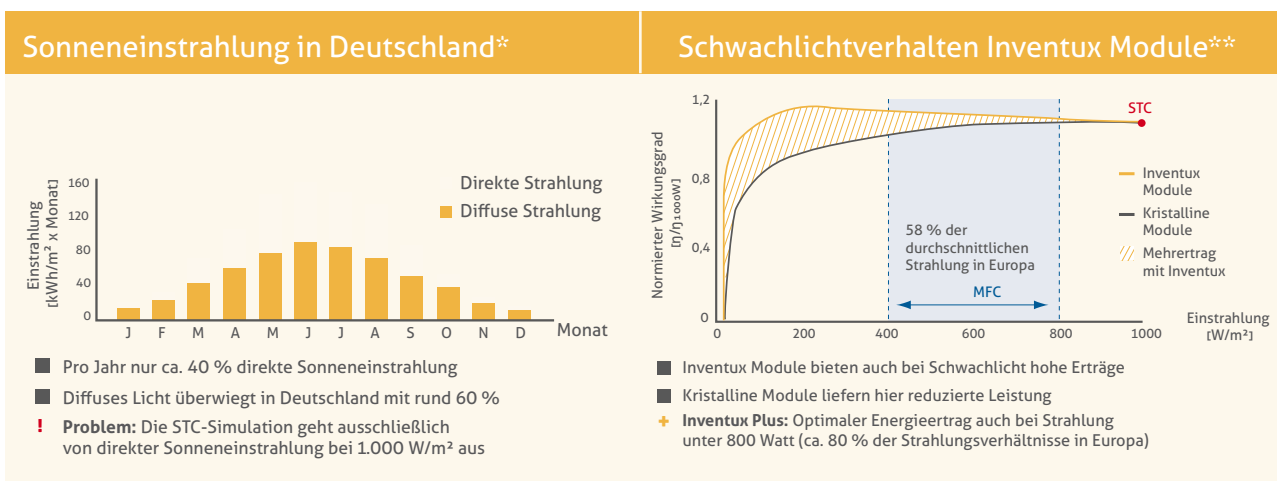 Sonneneinstrahlung in Deutschland*
Einstrahlung
[kWh/m² x Monat]
160
120
80
40
0
Direkte Strahlung
Diffuse Strahlung
J F M A M J J A S O N D
Monat
Pro Jahr nur ca. 40 % direkte Sonneneinstrahlung
Diffuses Licht überwiegt in Deutschland mit rund 60 %
! Problem: Die STC-Simulation geht ausschließlich
von direkter Sonneneinstrahlung bei 1.000 W/m² aus
Schwachlichtverhalten Inventux Module**
Normierter Wirkungsgrad
[η/η1000W]
1,2
0,8
0,4
0
STC
Inventux
Module
Kristalline
Module
Mehrertrag
mit Inventux
58 % der
durchschnittlichen
Strahlung in Europa
MFC
0 200 400 600 800 1000
Einstrahlung
[W/m²]
Inventux Module bieten auch bei Schwachlicht hohe Erträge
Kristalline Module liefern hier reduzierte Leistung
+ Inventux Plus: Optimaler Energieertrag auch bei Strahlung
unter 800 Watt (ca. 80 % der Strahlungsverhältnisse in Europa)